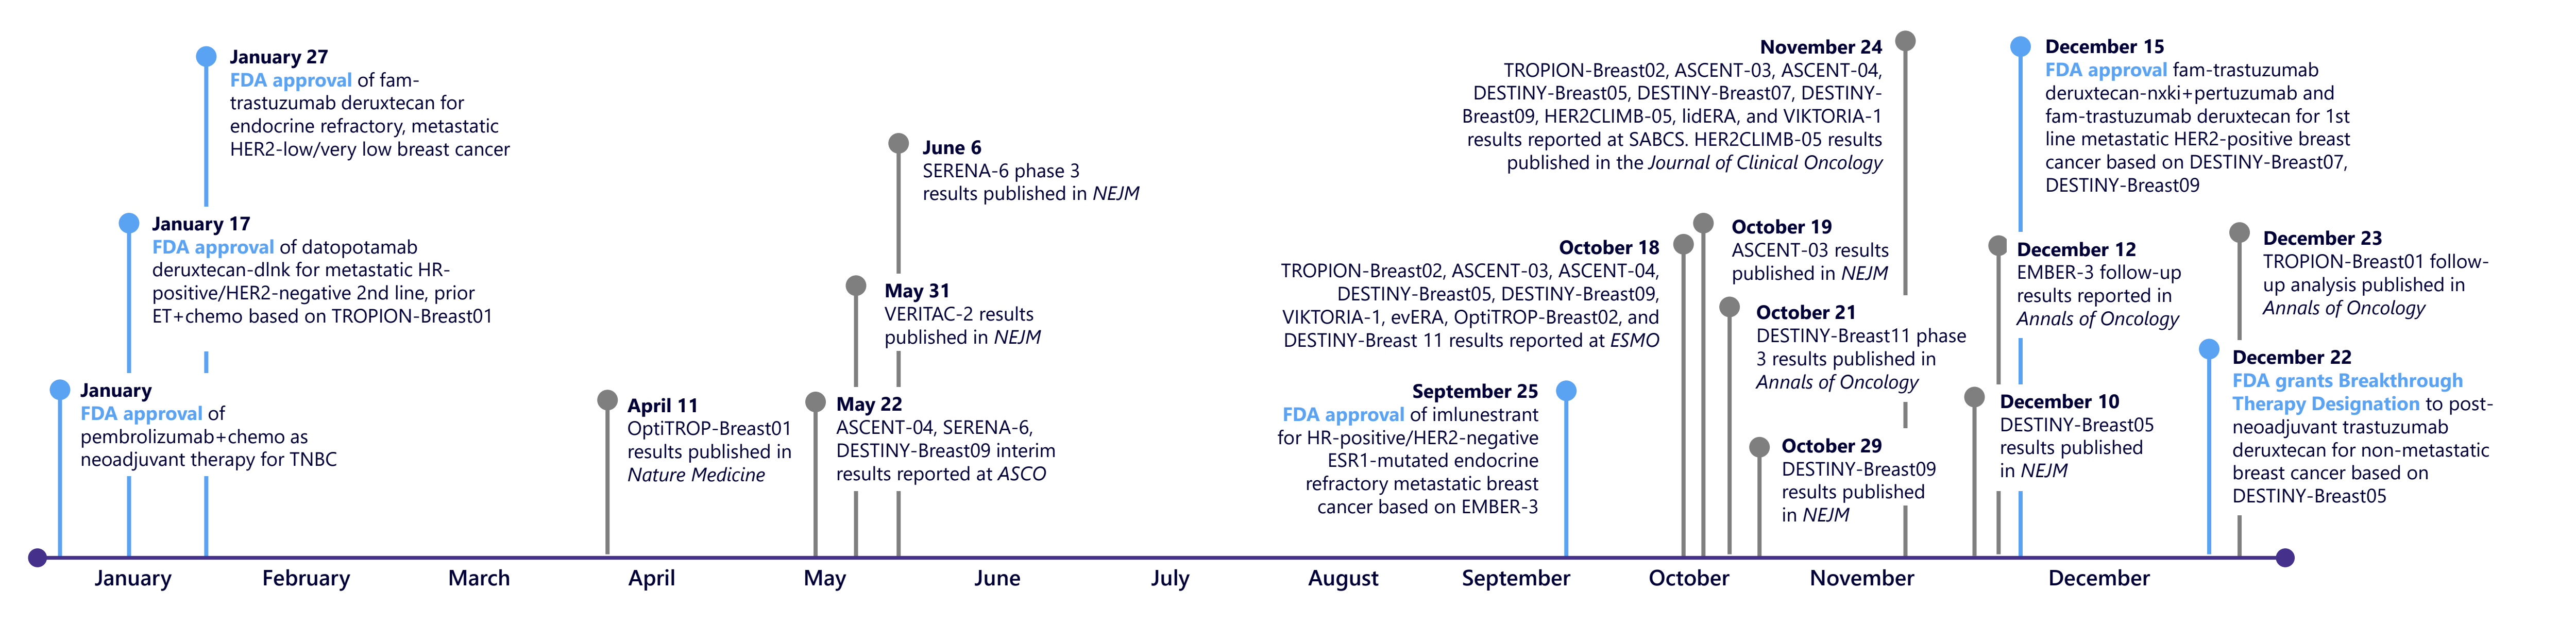 January 27
FDA approval of fam-
trastuzumab deruxtecan for
endocrine refractory, metastatic
HER2-low/very low breast cancer
January 17
FDA approval of datopotamab
deruxtecan-dlnk for metastatic HR-
positive/HER2-negative 2nd line, prior
ET+chemo based on TROPION-Breast01
January
FDA approval of
pembrolizumab+chemo as
neoadjuvant therapy for TNBC
April 11
OptiTROP-Breast01
results published in
Nature Medicine
May 22
ASCENT-04, SERENA-6,
DESTINY-Breast09 interim
results reported at ASCO
May 31
VERITAC-2 results
published in NEJM
June 6
SERENA-6 phase 3
results published in NEJM
September 25
FDA approval of imlunestrant
for HR-positive/HER2-negative
ESR1-mutated endocrine
refractory metastatic breast
cancer based on EMBER-3
October 18
TROPION-Breast02, ASCENT-03, ASCENT-04,
DESTINY-Breast05, DESTINY-Breast09,
VIKTORIA-1, evERA, OptiTROP-Breast02, and
DESTINY-Breast 11 results reported at ESMO
October 19
ASCENT-03 results
published in NEJM
October 21
DESTINY-Breast11 phase
3 results published in
Annals of Oncology
October 29
DESTINY-Breast09
results published
in NEJM
November 24
TROPION-Breast02, ASCENT-03, ASCENT-04,
DESTINY-Breast05, DESTINY-Breast07, DESTINY-
Breast09, HER2CLIMB-05, lidERA, and VIKTORIA-1
results reported at SABCS. HER2CLIMB-05 results
published in the Journal of Clinical Oncology
December 10
DESTINY-Breast05
results published
in NEJM
December 12
EMBER-3 follow-up
results reported in
Annals of Oncology
December 15
FDA approval fam-trastuzumab
deruxtecan-nxki+pertuzumab and
fam-trastuzumab deruxtecan for 1st
line metastatic HER2-positive breast
cancer based on DESTINY-Breast07,
DESTINY-Breast09
December 22
FDA grants Breakthrough
Therapy Designation to post-
neoadjuvant trastuzumab
deruxtecan for non-metastatic
breast cancer based on
DESTINY-Breast05
December 23
TROPION-Breast01 follow-
up analysis published in
Annals of Oncology
January February March April May June July August September October November December